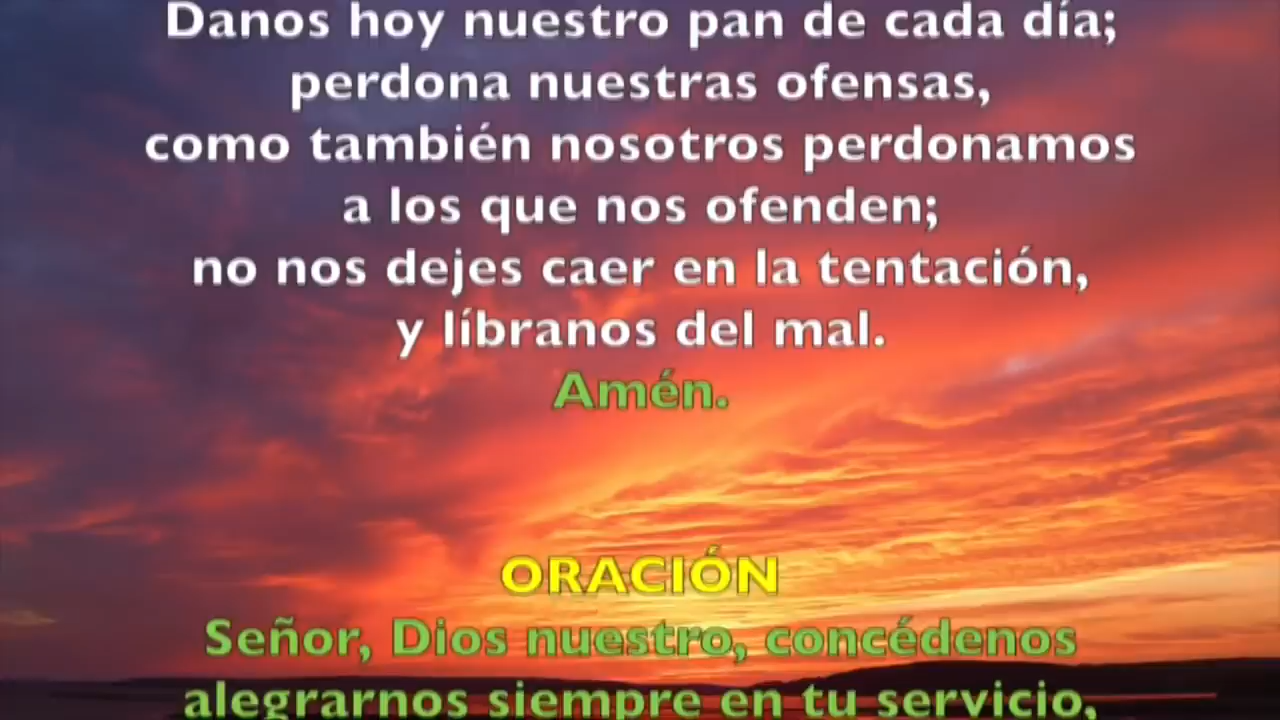 Danos hoy nuestro pan de cada día;
perdona nuestras ofensas,
como también nosotros perdonamos
a los que nos ofenden;
no nos dejes caer en la tentación,
y líbranos del mal.
Amén.
ORACIÓN
Señor, Dios nuestro, concédenos
alegrarnos siempre en tu servicio,